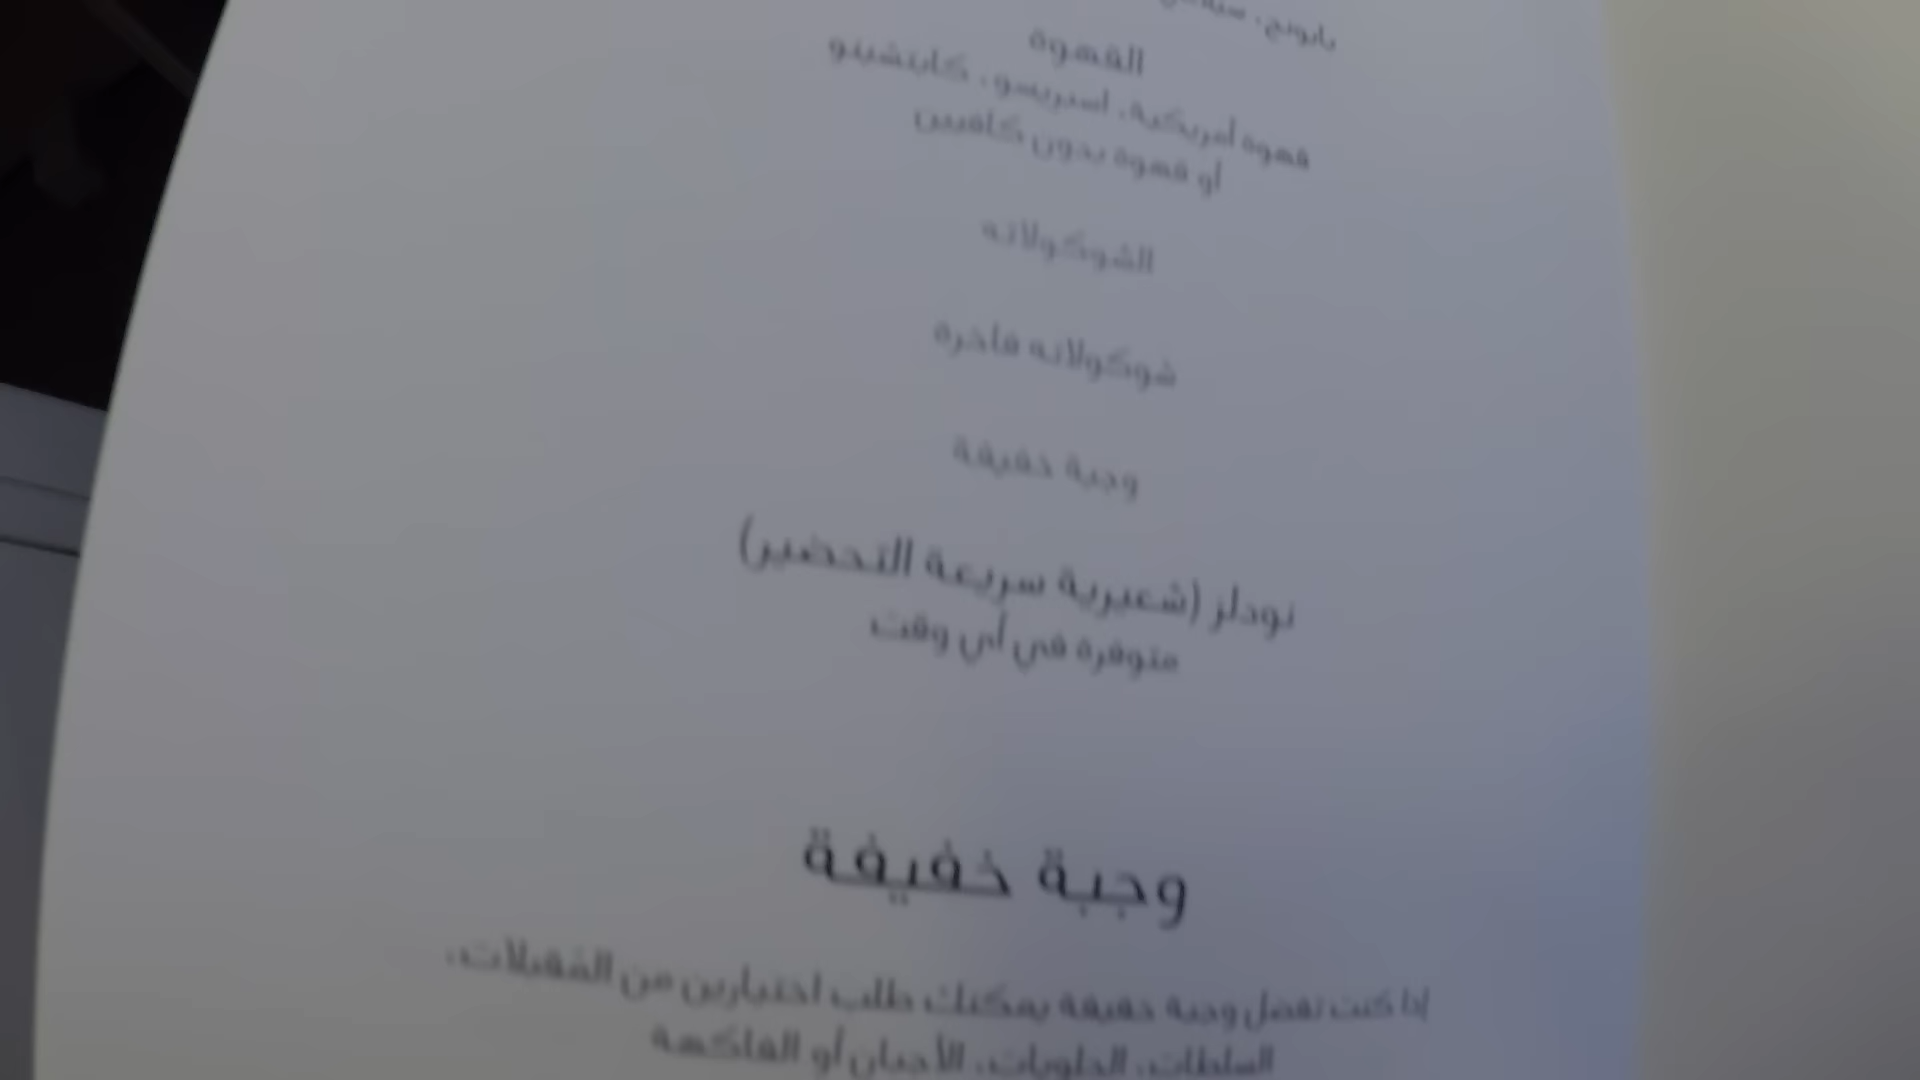 بابونج،
القهوة
قهوة أمريكية، اسبريسو، كابتشينو
أو قهوة بدون كافيين
الشوكولاته
شوكولاته فاخرة
وجبة خفيفة
نودلز (شعيرية سريعة التحضير)
متوفرة في أي وقت
وجبة خفيفة
إذا كنت تفضل وجبة خفيفة يمكنك طلب اختيارين من المقبلات،
السلطات، الحلويات، الأجبان أو الفاكهة